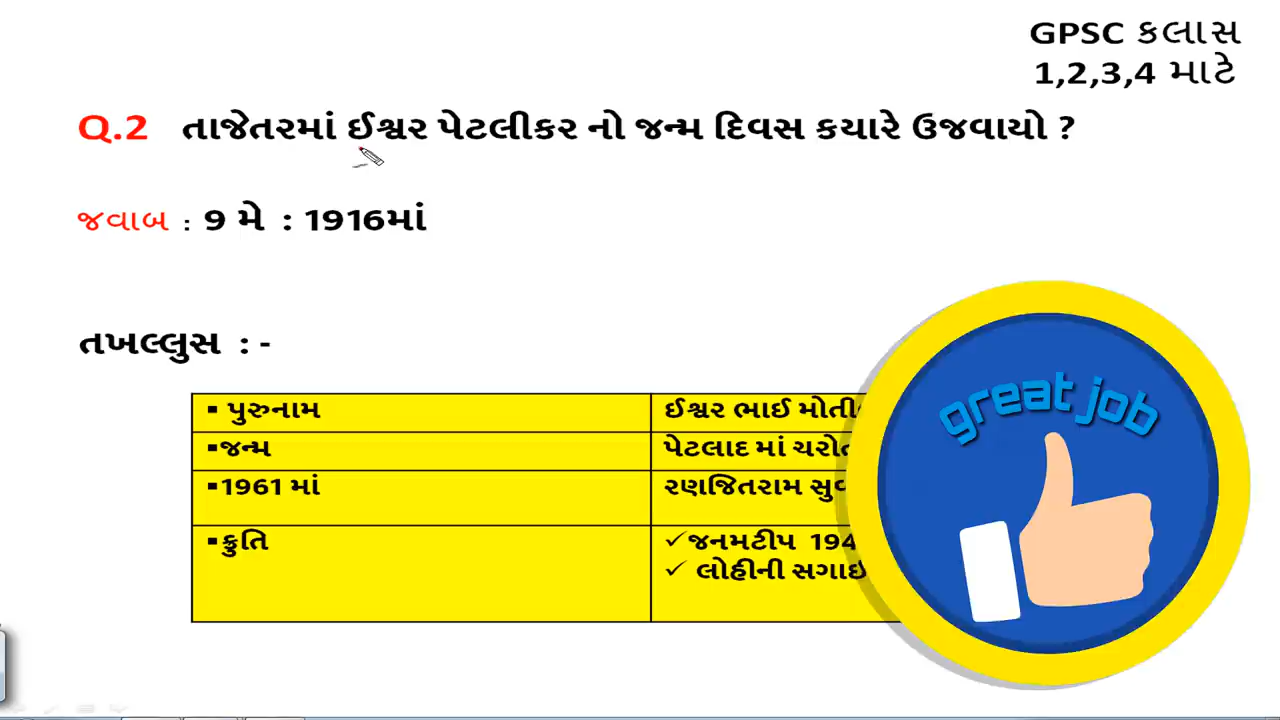 GPSC કલાસ
1,2,3,4 માટે
Q.2 તાજેતરમાં ઈશ્વર પેટલીકર નો જન્મ દિવસ કયારે ઉજવાયો ?
જવાબ : 9 મે : 1916માં
તખલ્લુસ : -
▪ પુરુનામ ઈશ્વર ભાઈ
▪જન્મ પેટલાદ માં
▪1961 માં રણજિતરામ
▪ક્રુતિ ✓જનમટીપ
✓ લોહીની સગાઈ
great job